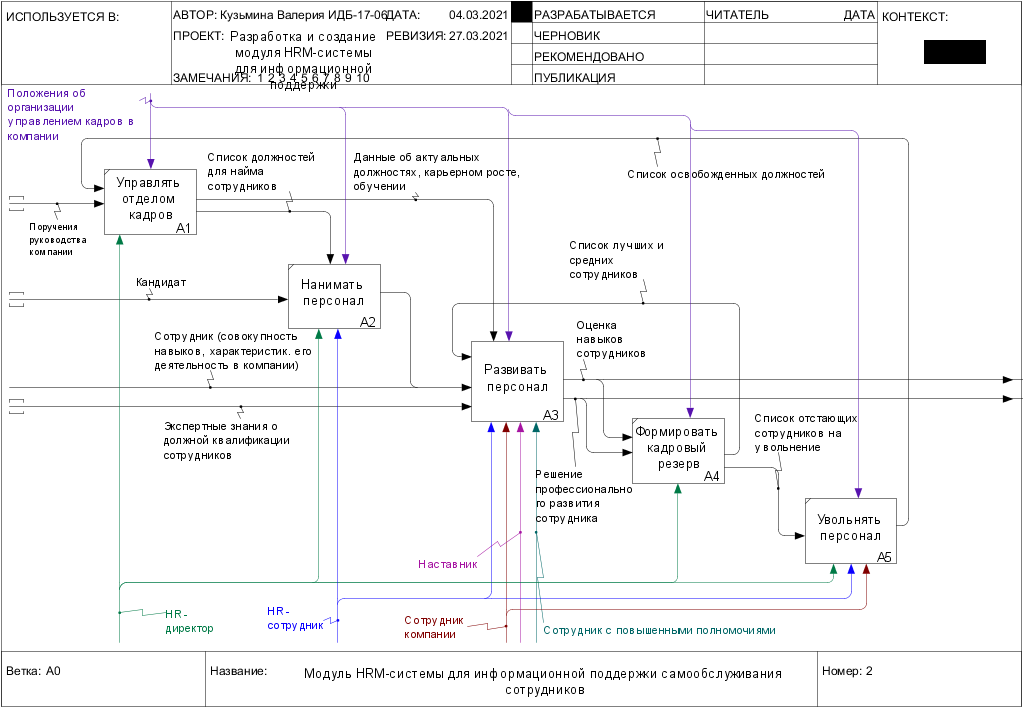 ИСПОЛЬЗУЕТСЯ В:
АВТОР: Кузьмина Валерия ИДБ-17-06
ДАТА: 04.03.2021
РАЗРАБАТЫВАЕТСЯ
ЧИТАТЕЛЬ
ДАТА
КОНТЕКСТ:
ПРОЕКТ: Разработка и создание
модуля HRM-системы
для информационной
поддержки
РЕВИЗИЯ: 27.03.2021
ЧЕРНОВИК
РЕКОМЕНДОВАНО
ЗАМЕЧАНИЯ: 1 2 3 4 5 6 7 8 9 10
ПУБЛИКАЦИЯ
Положения об
организации
управлением кадров в
компании
Список должностей
для найма
сотрудников
Данные об актуальных
должностях, карьерном росте,
обучении
Список освобожденных должностей
Управлять
отделом
кадров
A1
Поручения
руководства
компании
Список лучших и
средних
сотрудников
Кандидат
Нанимать
персонал
A2
Сотрудник (совокупность
навыков, характеристик. его
деятельность в компании)
Оценка
навыков
сотрудников
Развивать
персонал
A3
Экспертные знания о
должной квалификации
сотрудников
Формировать
кадровый
резерв
A4
Список отстающих
сотрудников на
увольнение
Решение
профессионально
го развития
сотрудника
Увольнять
персонал
A5
Наставник
HR-
директор
HR-
сотрудник
Сотрудник
компании
Сотрудник с повышенными полномочиями
Ветка: A0
Название:
Модуль HRM-системы для информационной поддержки самообслуживания
сотрудников
Номер: 2